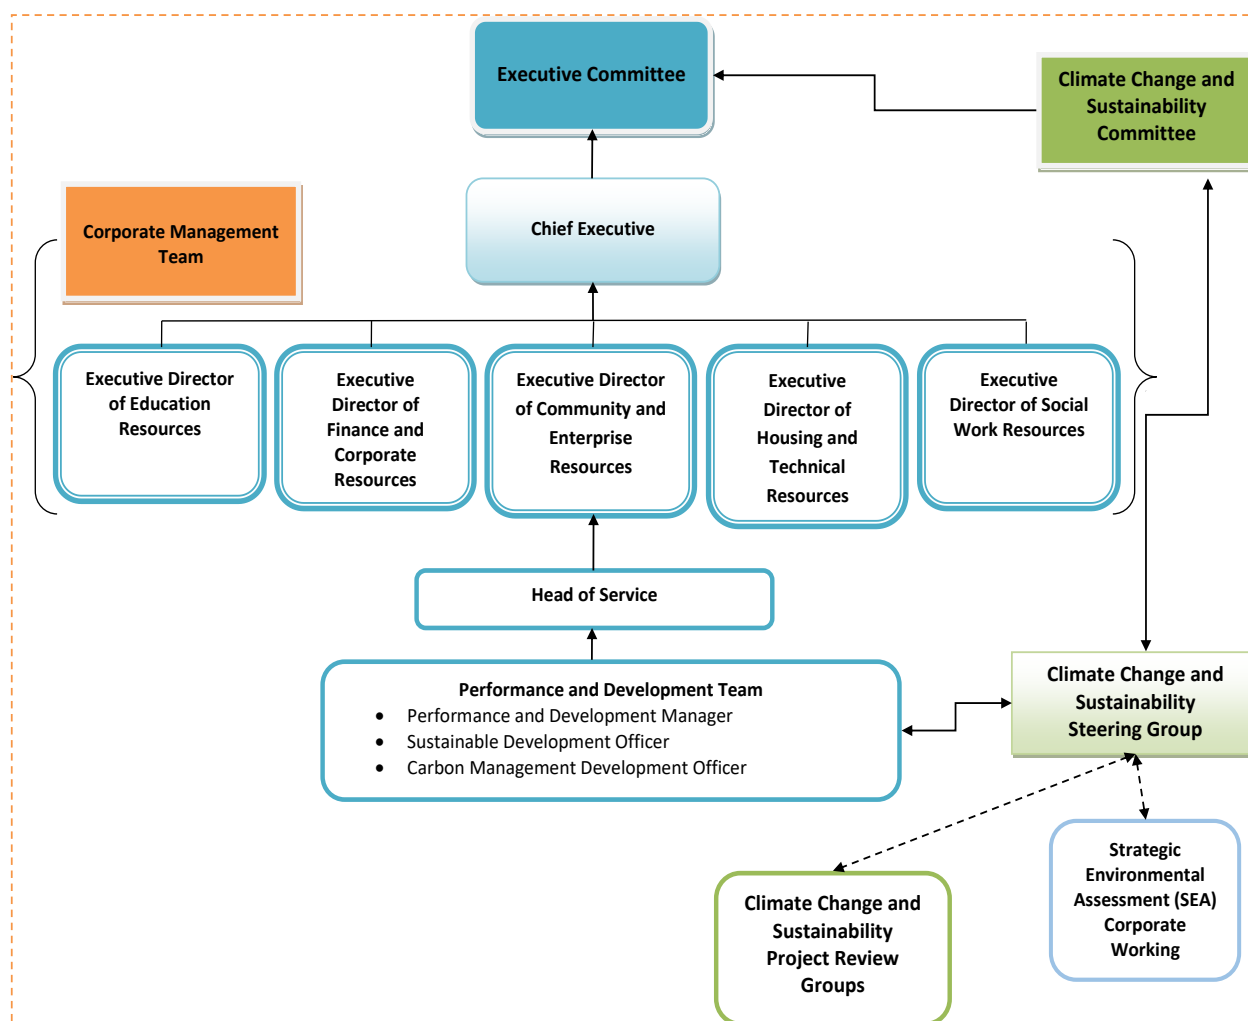 Executive Committee
Climate Change and
Sustainability
Committee
Corporate Management
Team
Chief Executive
Executive Director
of Education
Resources
Executive
Director of
Finance and
Corporate
Resources
Executive Director
of Community and
Enterprise
Resources
Executive
Director of
Housing and
Technical
Resources
Executive
Director of Social
Work Resources
Head of Service
Performance and Development Team
• Performance and Development Manager
• Sustainable Development Officer
• Carbon Management Development Officer
Climate Change and
Sustainability
Steering Group
Climate Change and
Sustainability
Project Review
Groups
Strategic
Environmental
Assessment (SEA)
Corporate
Working